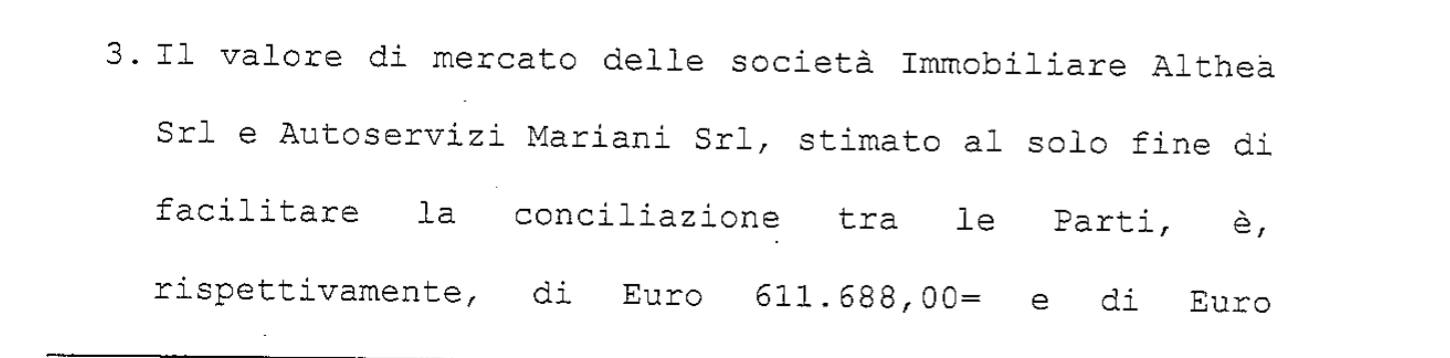 3. Il valore di mercato delle società Immobiliare Althea
Srl e Autoservizi Mariani Srl, stimato al solo fine di
facilitare la conciliazione tra le Parti, è,
rispettivamente, di Euro 611.688,00= e di Euro